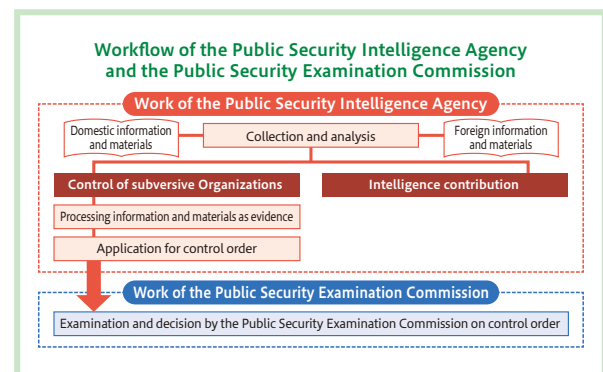 Workflow of the Public Security Intelligence Agency
and the Public Security Examination Commission
Work of the Public Security Intelligence Agency
Domestic information
and materials
Collection and analysis
Foreign information
and materials
Control of subversive Organizations
Intelligence contribution
Processing information and materials as evidence
Application for control order
Work of the Public Security Examination Commission
Examination and decision by the Public Security Examination Commission on control order